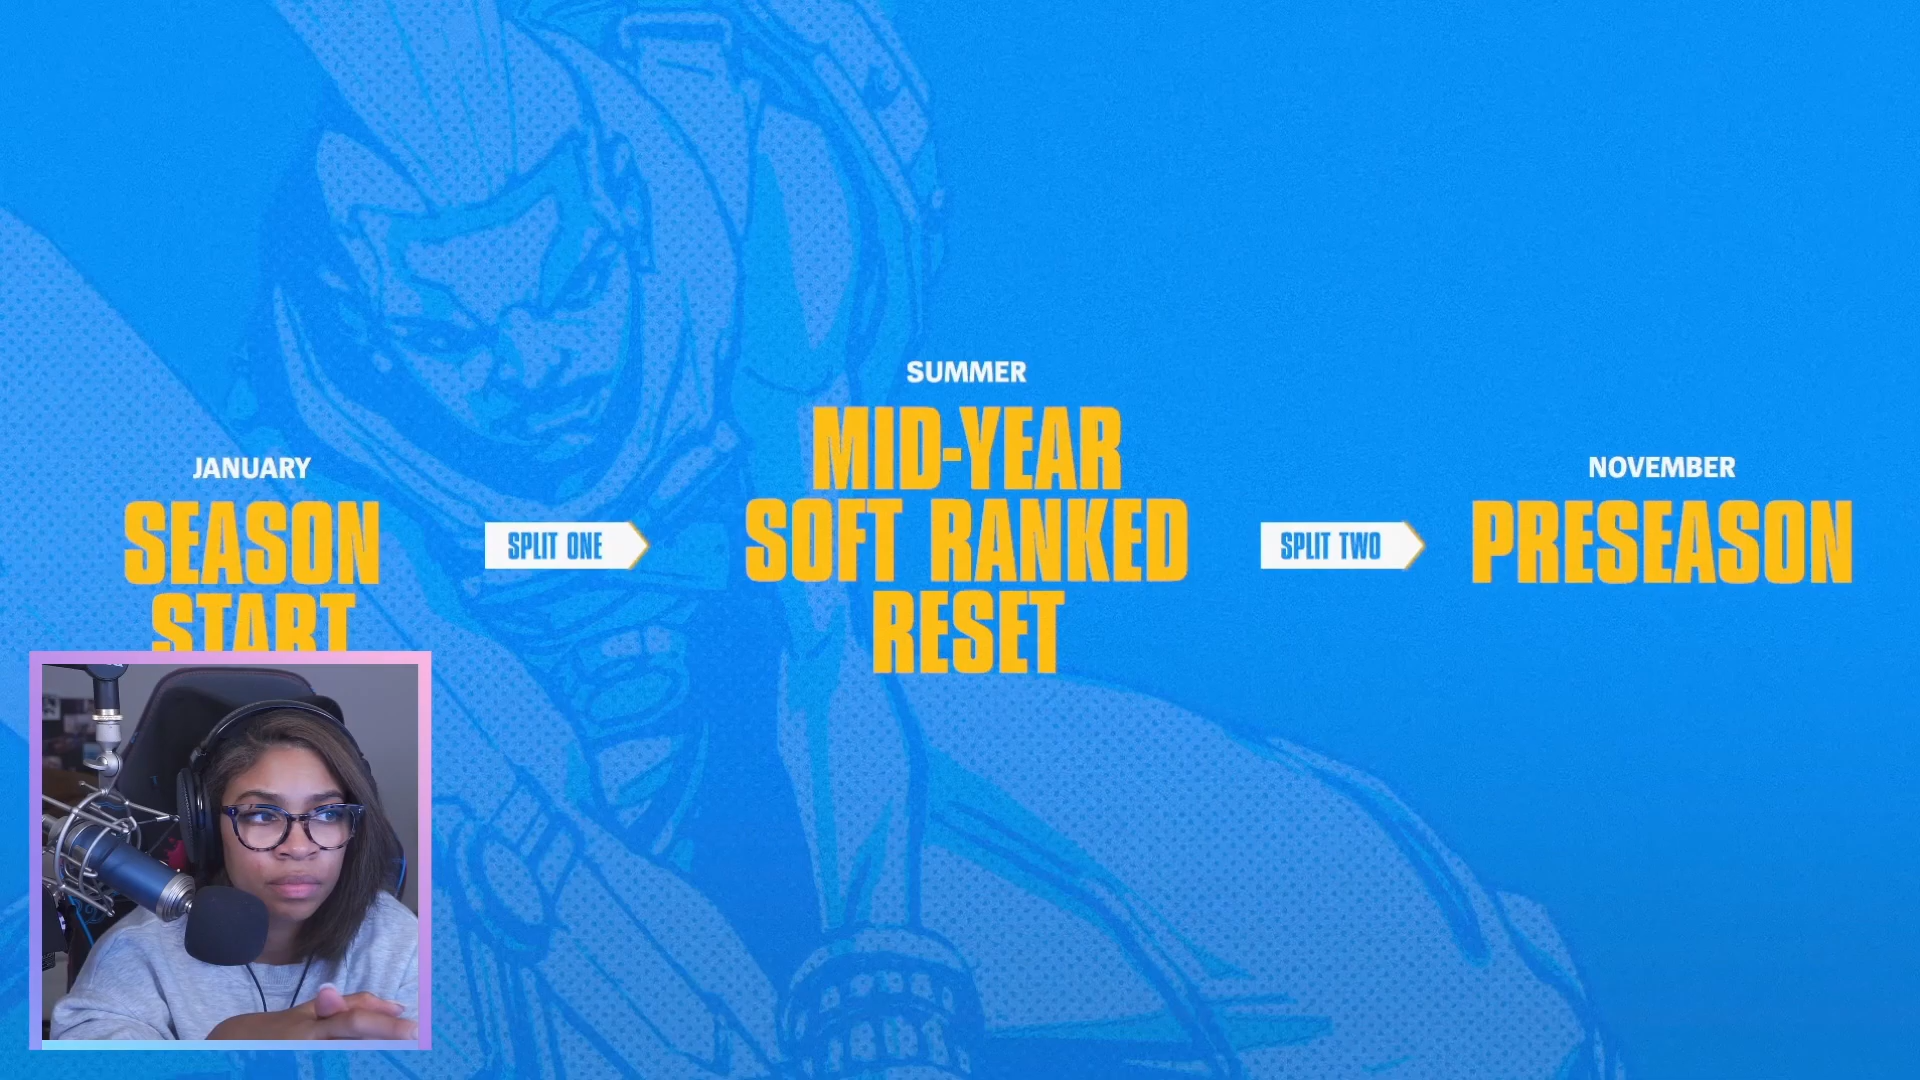 JANUARY
SEASON
START
SPLIT ONE
SUMMER
MID-YEAR
SOFT RANKED
RESET
SPLIT TWO
NOVEMBER
PRESEASON